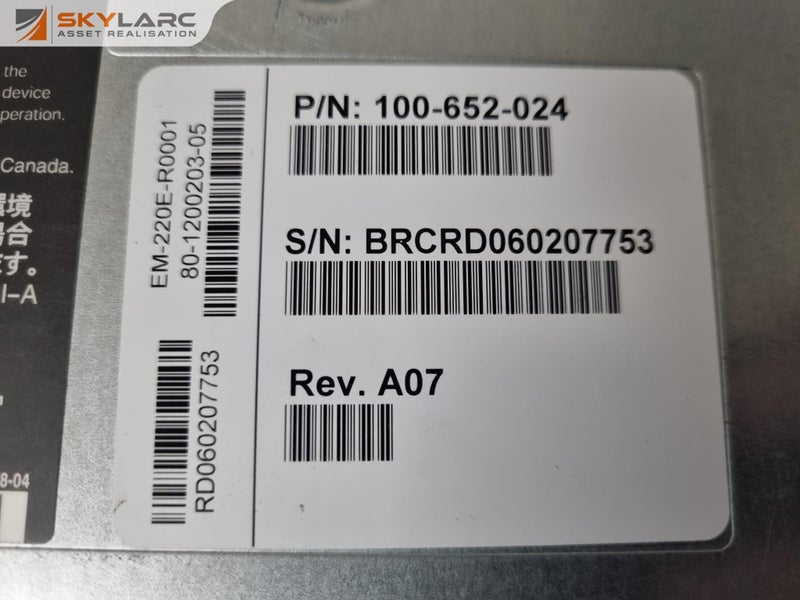 SKYLARC
ASSET REALISATION
the
device
peration.
Canada.
環境
場合
ます。
I-A
8-04
EM-220E-R0001
80-1200203-05
RD060207753
P/N: 100-652-024
S/N: BRCRD060207753
Rev. A07